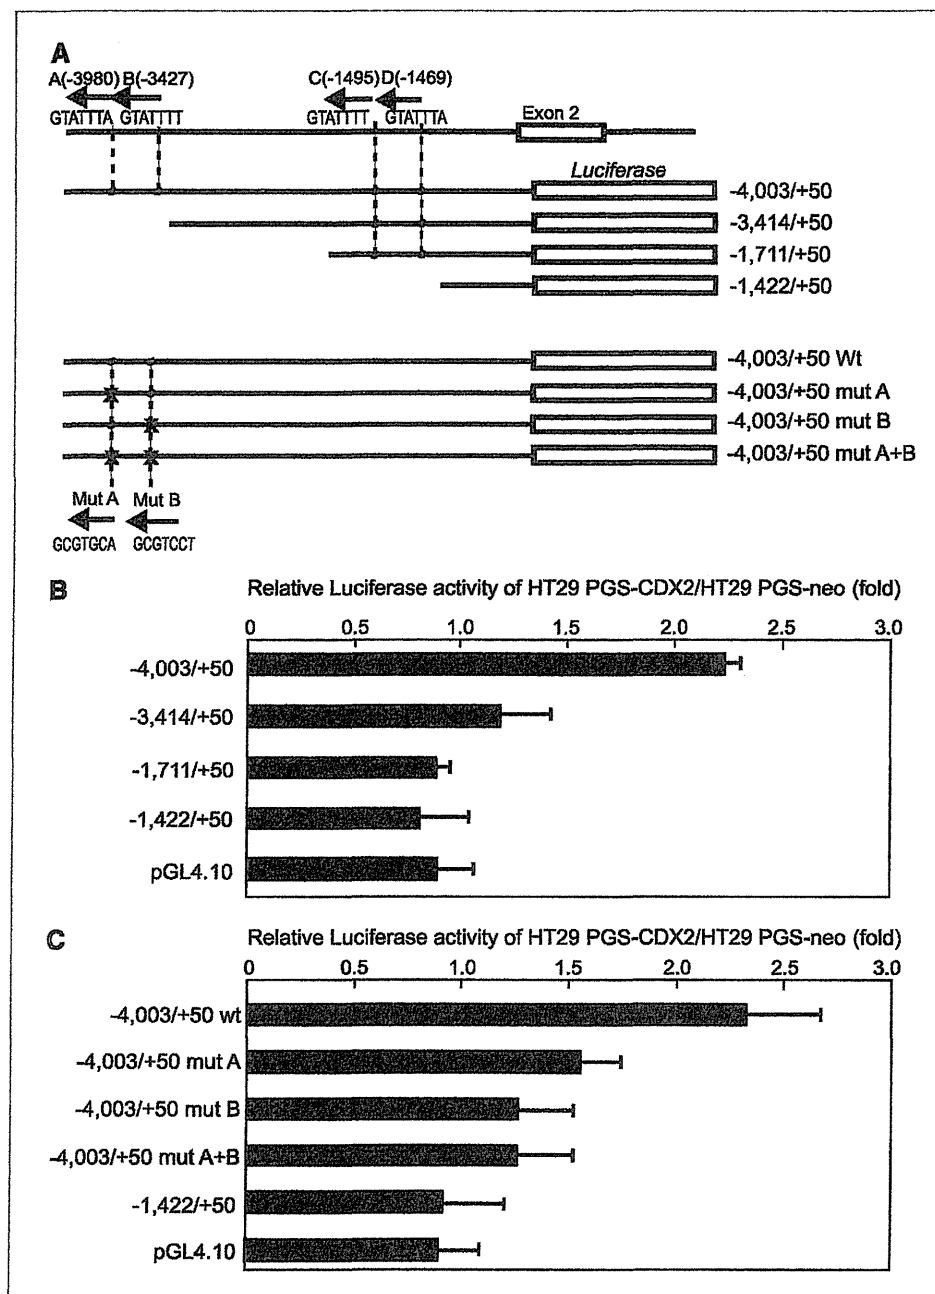 A
A(-3980) B(-3427) C(-1495) D(-1469)
GTATTTA GTATTTT GTATTTT GTATTTA Exon 2
Luciferase
-4,003/+50
-3,414/+50
-1,711/+50
-1,422/+50
-4,003/+50 Wt
-4,003/+50 mut A
-4,003/+50 mut B
-4,003/+50 mut A+B
Mut A Mut B
GCGTGCA GCGTCCT
B Relative Luciferase activity of HT29 PGS-CDX2/HT29 PGS-neo (fold)
0 0.5 1.0 1.5 2.0 2.5 3.0
-4,003/+50
-3,414/+50
-1,711/+50
-1,422/+50
pGL4.10
C Relative Luciferase activity of HT29 PGS-CDX2/HT29 PGS-neo (fold)
0 0.5 1.0 1.5 2.0 2.5 3.0
-4,003/+50 wt
-4,003/+50 mut A
-4,003/+50 mut B
-4,003/+50 mut A+B
-1,422/+50
pGL4.10